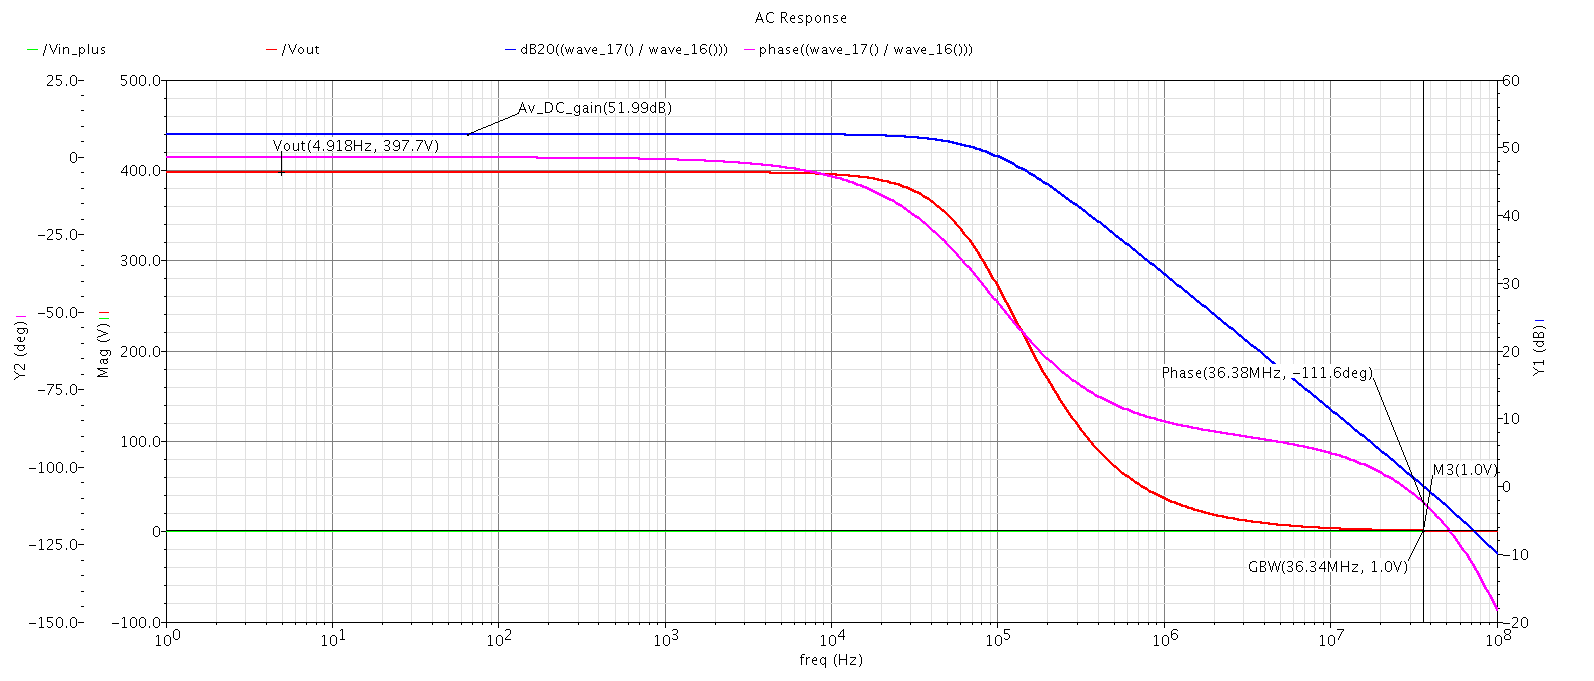 AC Response
/Vin_plus /Vout dB20((wave_17() / wave_16())) phase((wave_17() / wave_16()))
25.0 500.0 60
Av_DC_gain(51.99dB)
Vout(4.918Hz, 397.7V) 50
0
400.0
40
−25.0
300.0
30
−50.0
Y2 (deg) Mag (V) Y1 (dB)
200.0 20
Phase(36.38MHz, −111.6deg)
−75.0
10
100.0
−100.0 M3(1.0V)
0
0
−125.0
−10
GBW(36.34MHz, 1.0V)
−150.0 −100.0 −20
10^0 10^1 10^2 10^3 10^4 10^5 10^6 10^7 10^8
freq (Hz)